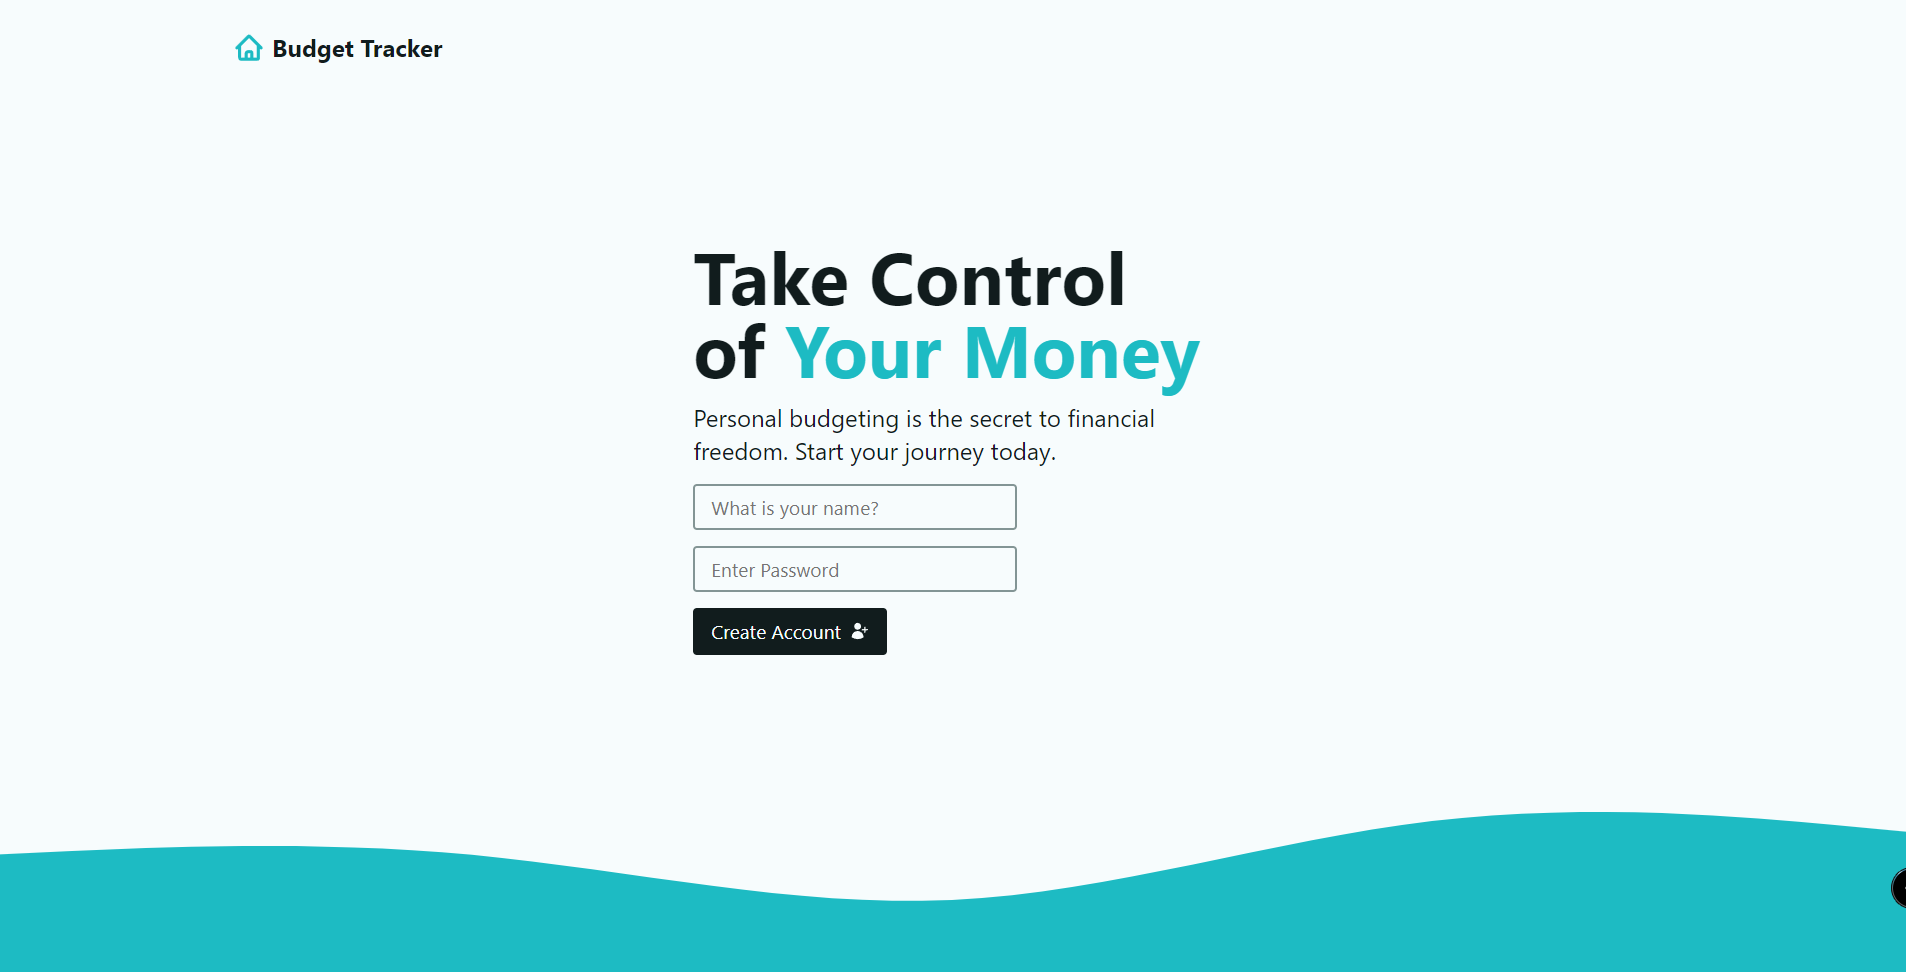 Budget Tracker
Take Control
of Your Money
Personal budgeting is the secret to financial
freedom. Start your journey today.
What is your name?
Enter Password
Create Account